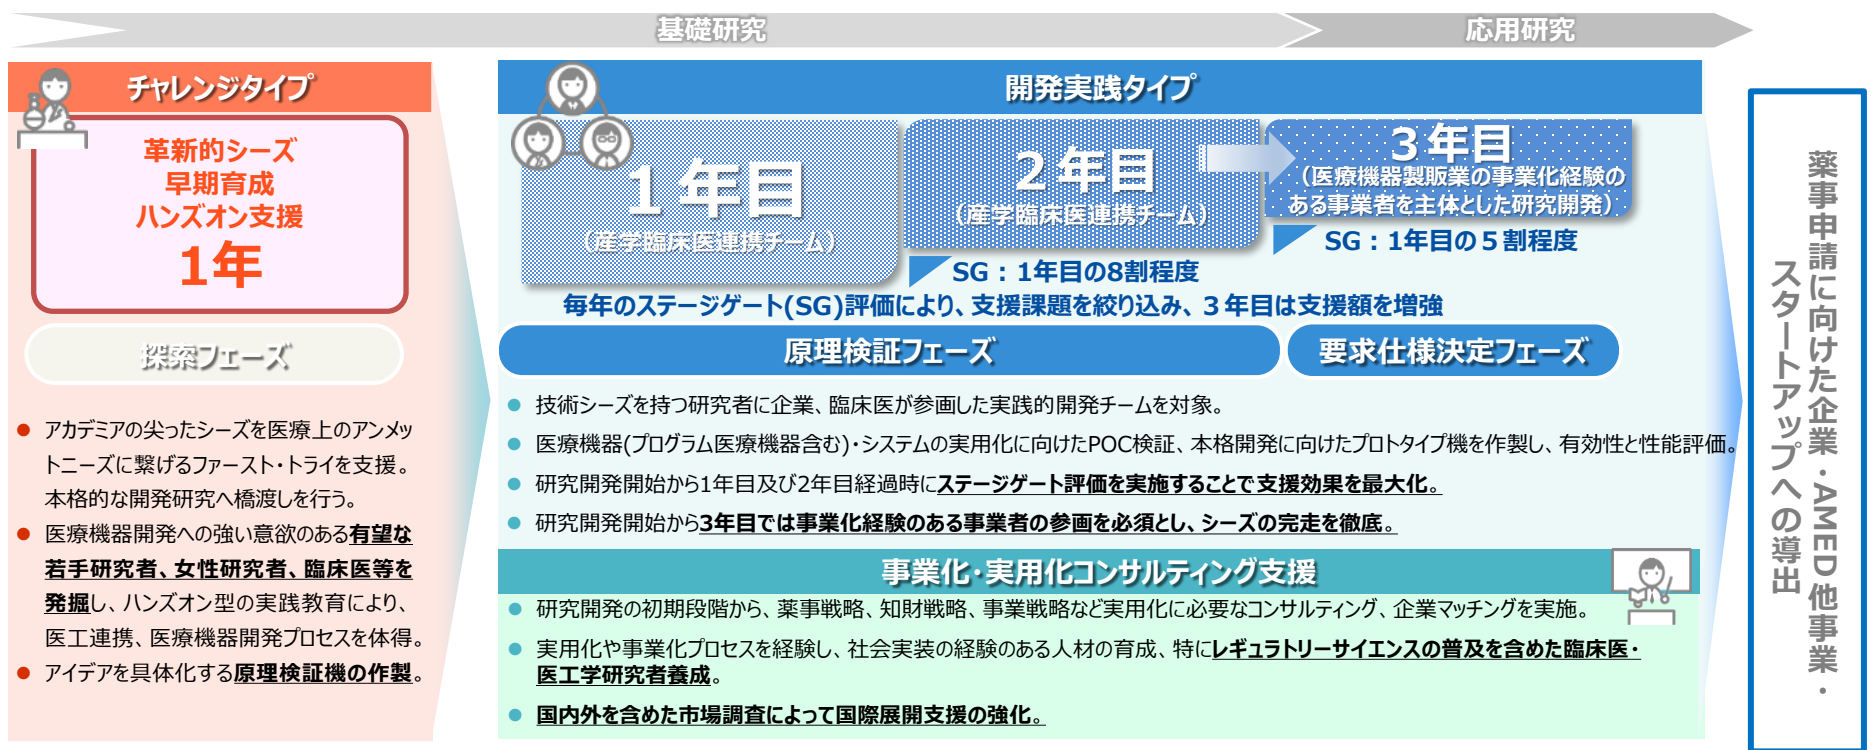 基礎研究
応用研究
チャレンジタイプ
革新的シーズ
早期育成
ハンズオン支援
1年
探索フェーズ
● アカデミアの尖ったシーズを医療上のアンメッ
トニーズに繋げるファースト・トライを支援。
本格的な開発研究へ橋渡しを行う。
● 医療機器開発への強い意欲のある有望な
若手研究者、女性研究者、臨床医等を
発掘し、ハンズオン型の実践教育により、
医工連携、医療機器開発プロセスを体得。
● アイデアを具体化する原理検証機の作製。
開発実践タイプ
１年目
（産学臨床医連携チーム）
２年目
（産学臨床医連携チーム）
３年目
（医療機器製販業の事業化経験の
ある事業者を主体とした研究開発）
SG：1年目の8割程度
SG：1年目の５割程度
毎年のステージゲート(SG)評価により、支援課題を絞り込み、３年目は支援額を増強
原理検証フェーズ
要求仕様決定フェーズ
● 技術シーズを持つ研究者に企業、臨床医が参画した実践的開発チームを対象。
● 医療機器(プログラム医療機器含む)・システムの実用化に向けたPOC検証、本格開発に向けたプロトタイプ機を作製し、有効性と性能評価。
● 研究開発開始から1年目及び2年目経過時にステージゲート評価を実施することで支援効果を最大化。
● 研究開発開始から3年目では事業化経験のある事業者の参画を必須とし、シーズの完走を徹底。
事業化・実用化コンサルティング支援
● 研究開発の初期段階から、薬事戦略、知財戦略、事業戦略など実用化に必要なコンサルティング、企業マッチングを実施。
● 実用化や事業化プロセスを経験し、社会実装の経験のある人材の育成、特にレギュラトリーサイエンスの普及を含めた臨床医・
医工学研究者養成。
● 国内外を含めた市場調査によって国際展開支援の強化。
薬事申請に向けた企業・AMED他事業・
スタートアップへの導出